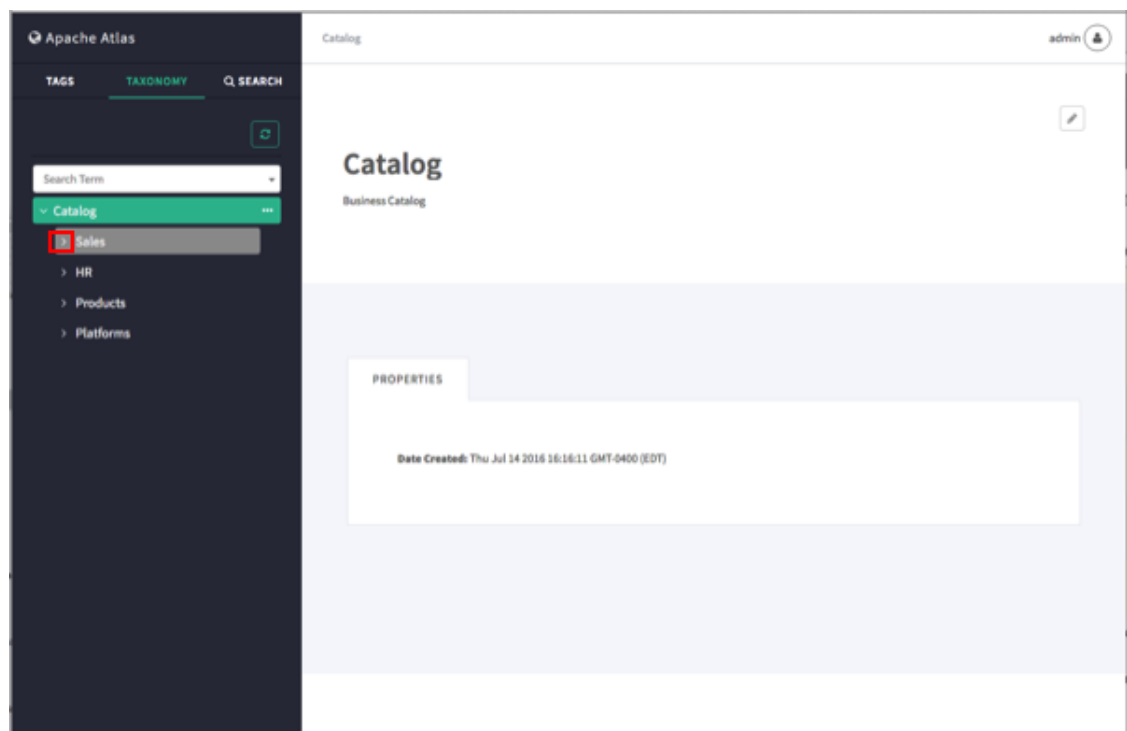 Apache Atlas
Catalog
admin
TAGS TAXONOMY SEARCH
Search Term
Catalog
Business Catalog
Catalog
Sales
HR
Products
Platforms
PROPERTIES
Date Created: Thu Jul 14 2016 16:16:11 GMT-0400 (EDT)